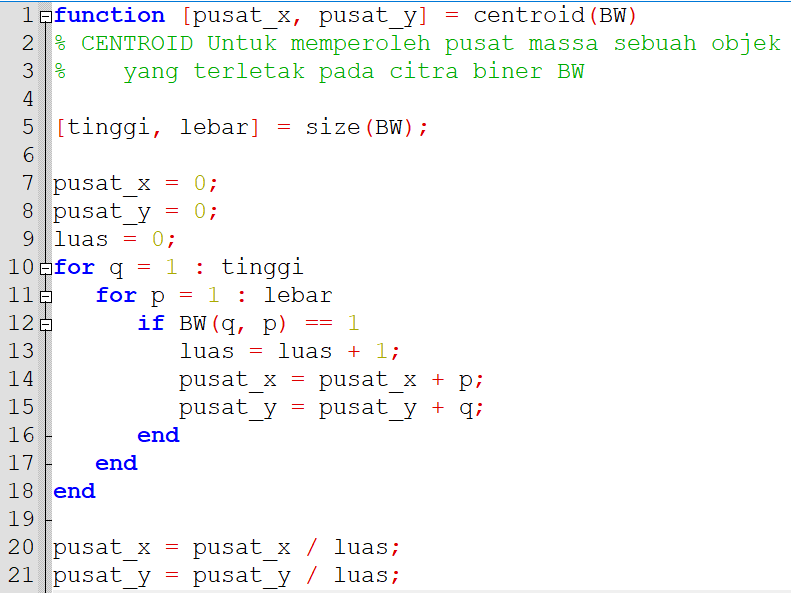 1 function [pusat_x, pusat_y] = centroid(BW)
2 % CENTROID Untuk memperoleh pusat massa sebuah objek
3 %    yang terletak pada citra biner BW
4
5 [tinggi, lebar] = size(BW);
6
7 pusat_x = 0;
8 pusat_y = 0;
9 luas = 0;
10 for q = 1 : tinggi
11    for p = 1 : lebar
12       if BW(q, p) == 1
13          luas = luas + 1;
14          pusat_x = pusat_x + p;
15          pusat_y = pusat_y + q;
16       end
17    end
18 end
19
20 pusat_x = pusat_x / luas;
21 pusat_y = pusat_y / luas;